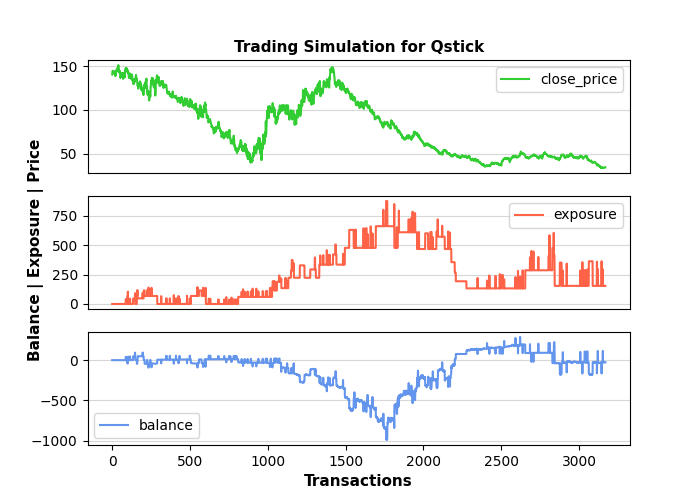 Trading Simulation for Qstick
150
100
50
close_price
750
500
250
0
exposure
Balance | Exposure | Price
0
−500
−1000
balance
0 500 1000 1500 2000 2500 3000
Transactions